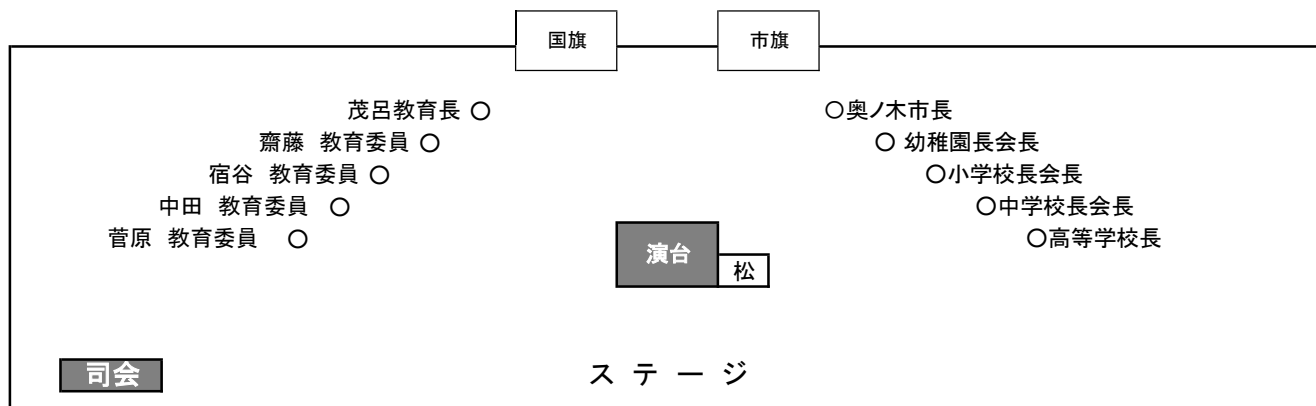 国旗 市旗
茂呂教育長 ○ ○奥ノ木市長
齋藤 教育委員 ○ ○ 幼稚園長会長
宿谷 教育委員 ○ ○小学校長会長
中田 教育委員 ○ ○中学校長会長
菅原 教育委員 ○ ○高等学校長
演台
松
司会 ステージ